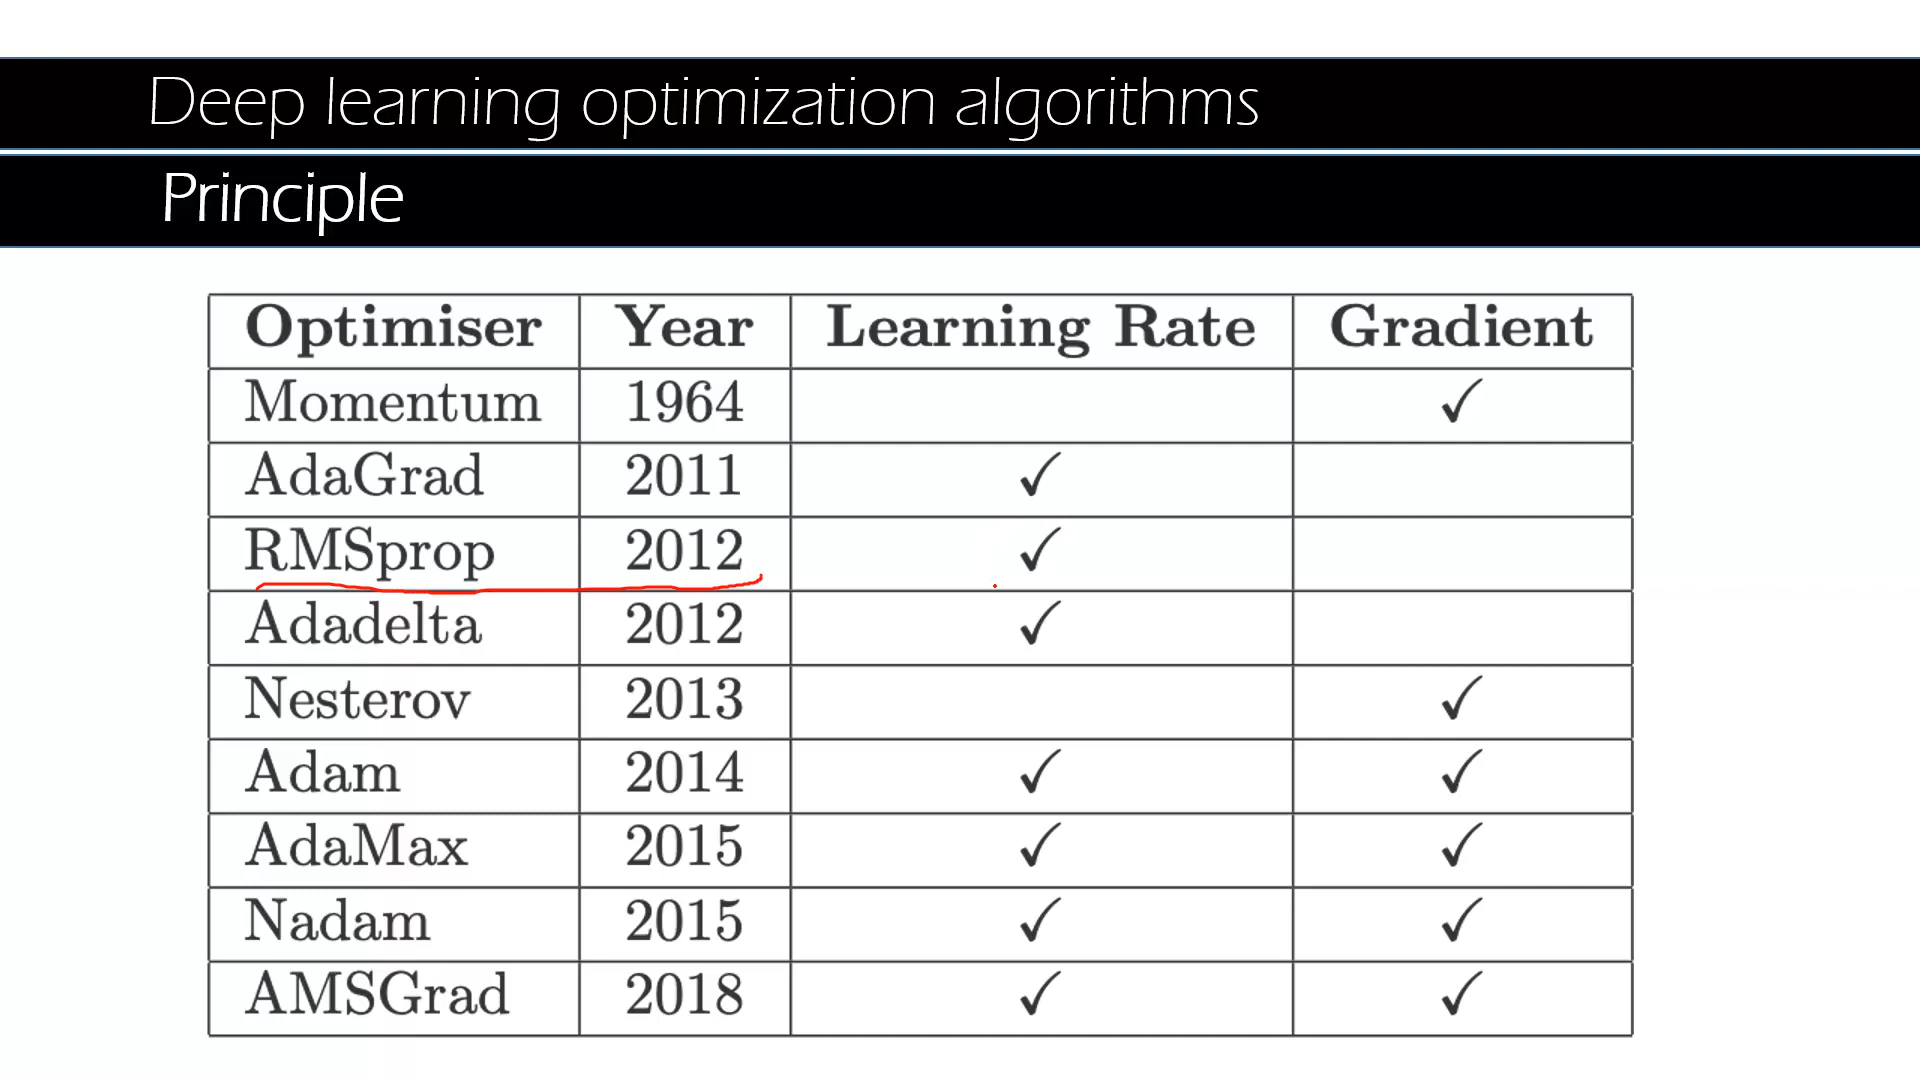 Deep learning optimization algorithms
Principle
Optimiser Year Learning Rate Gradient
Momentum 1964 ✓
AdaGrad 2011 ✓
RMSprop 2012 ✓
Adadelta 2012 ✓
Nesterov 2013 ✓
Adam 2014 ✓ ✓
AdaMax 2015 ✓ ✓
Nadam 2015 ✓ ✓
AMSGrad 2018 ✓ ✓